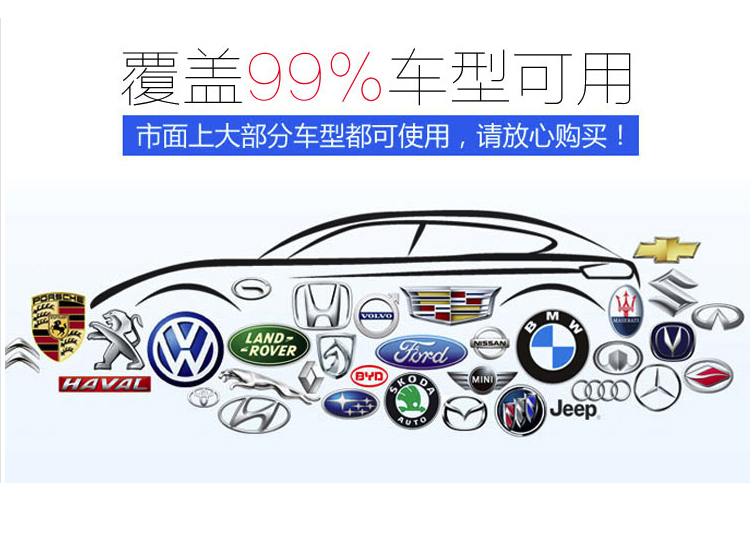 覆盖99%车型可用
市面上大部分车型都可使用，请放心购买！
PORSCHE
VOLVO
MASERATI
BMW
LAND-
ROVER
Ford
NISSAN
HAVAL
BYD
MINI
SKODA
AUTO
Jeep